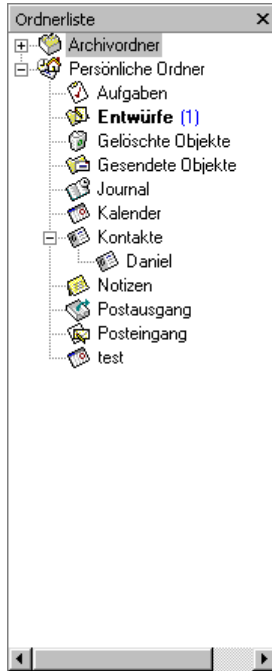 Ordnerliste
Archivordner
Persönliche Ordner
Aufgaben
Entwürfe (1)
Gelöschte Objekte
Gesendete Objekte
Journal
Kalender
Kontakte
Daniel
Notizen
Postausgang
Posteingang
test